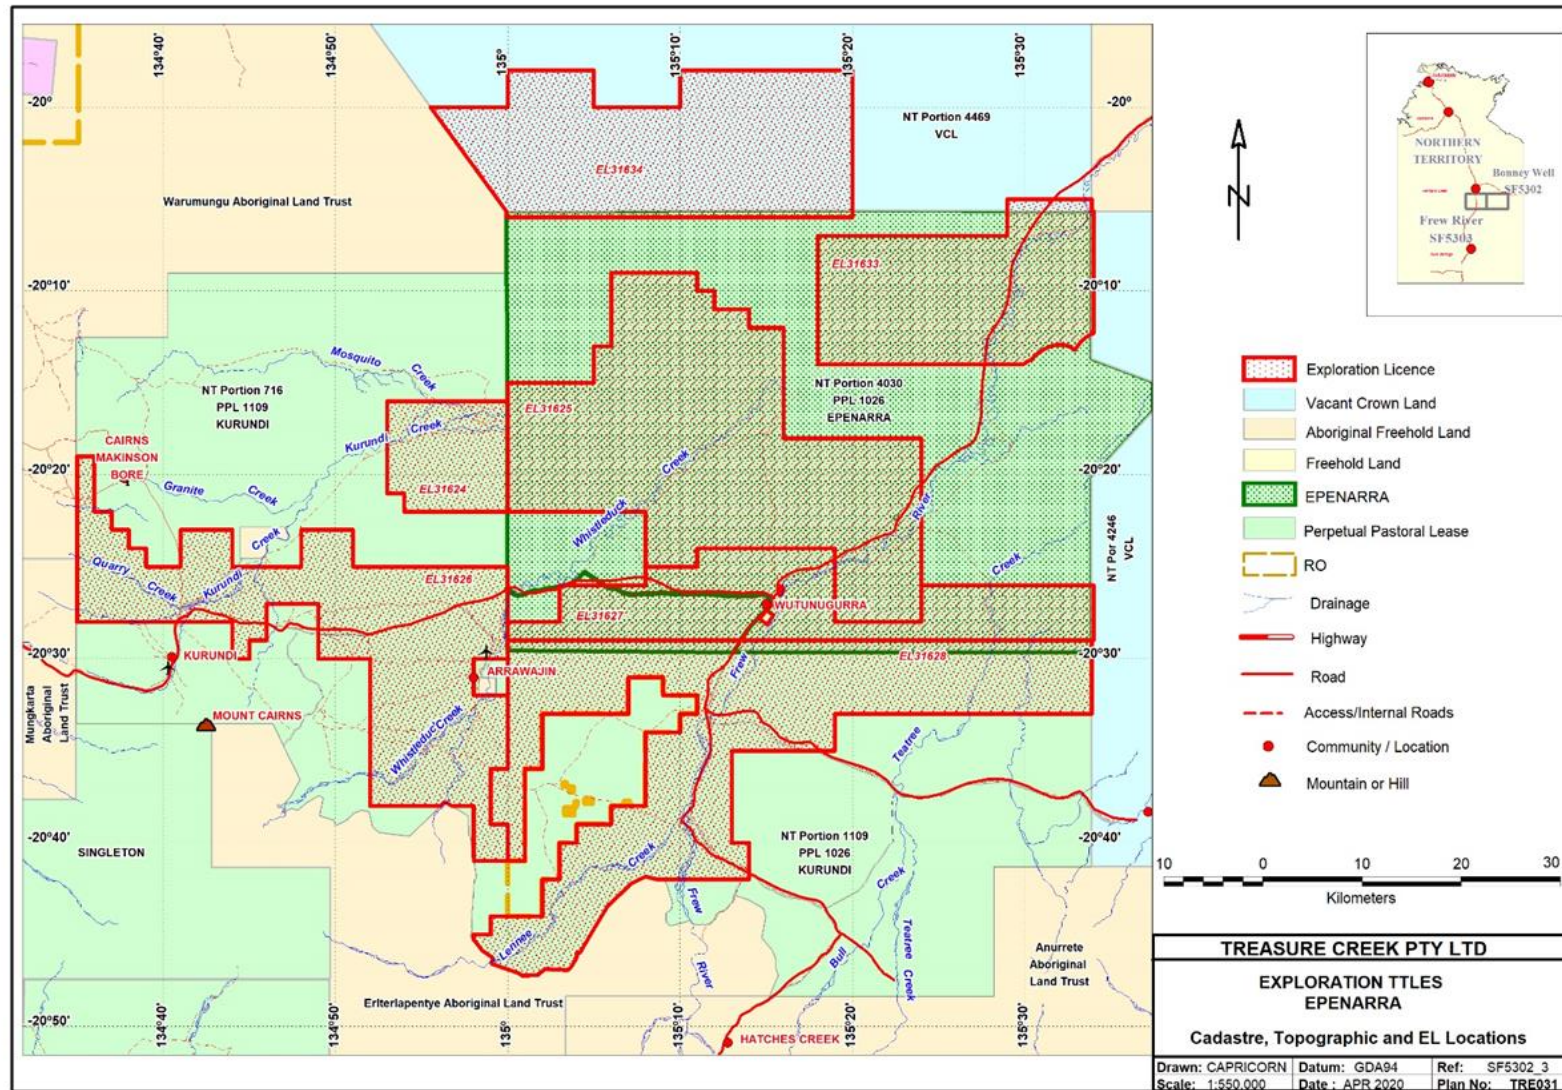 134°40'
134°50'
135°
135°10'
135°20'
135°30'
-20°
-20°
NT Portion 4469
VCL
EL31634
Warumungu Aboriginal Land Trust
EL31633
-20°10'
-20°10'
Mosquito
Creek
NT Portion 716
PPL 1109
KURUNDI
NT Portion 4030
PPL 1026
EPENARRA
EL31625
Kurundi
Creek
CAIRNS
MAKINSON
BORE
-20°20'
-20°20'
Granite
Creek
EL31624
Creek
Whistleduck
River
Creek
NT Por 4246
VCL
Quarry
Creek
Kurundi
Creek
EL31626
EL31627
WUTUNUGURRA
-20°30'
-20°30'
KURUNDI
ARRAWAJIN
Frew
EL31628
Mungkarta
Aboriginal
Land Trust
MOUNT CAIRNS
Whistleduck
Creek
Teatree
-20°40'
-20°40'
SINGLETON
NT Portion 1109
PPL 1026
KURUNDI
Creek
Creek
Frew
Lennee
River
Bull
Teatree Creek
Anurrete
Aboriginal
Land Trust
Erlterlapentye Aboriginal Land Trust
-20°50'
-20°50'
HATCHES CREEK
134°40'
134°50'
135°
135°10'
135°20'
135°30'
N
NORTHERN
TERRITORY
Bonney Well
SF5302
Frew River
SF5303
Exploration Licence
Vacant Crown Land
Aboriginal Freehold Land
Freehold Land
EPENARRA
Perpetual Pastoral Lease
RO
Drainage
Highway
Road
Access/Internal Roads
Community / Location
Mountain or Hill
10 0 10 20 30
Kilometers
TREASURE CREEK PTY LTD
EXPLORATION TTLES
EPENARRA
Cadastre, Topographic and EL Locations
Drawn: CAPRICORN Datum: GDA94 Ref: SF5302_3
Scale: 1:550,000 Date : APR 2020 Plan No: TRE031